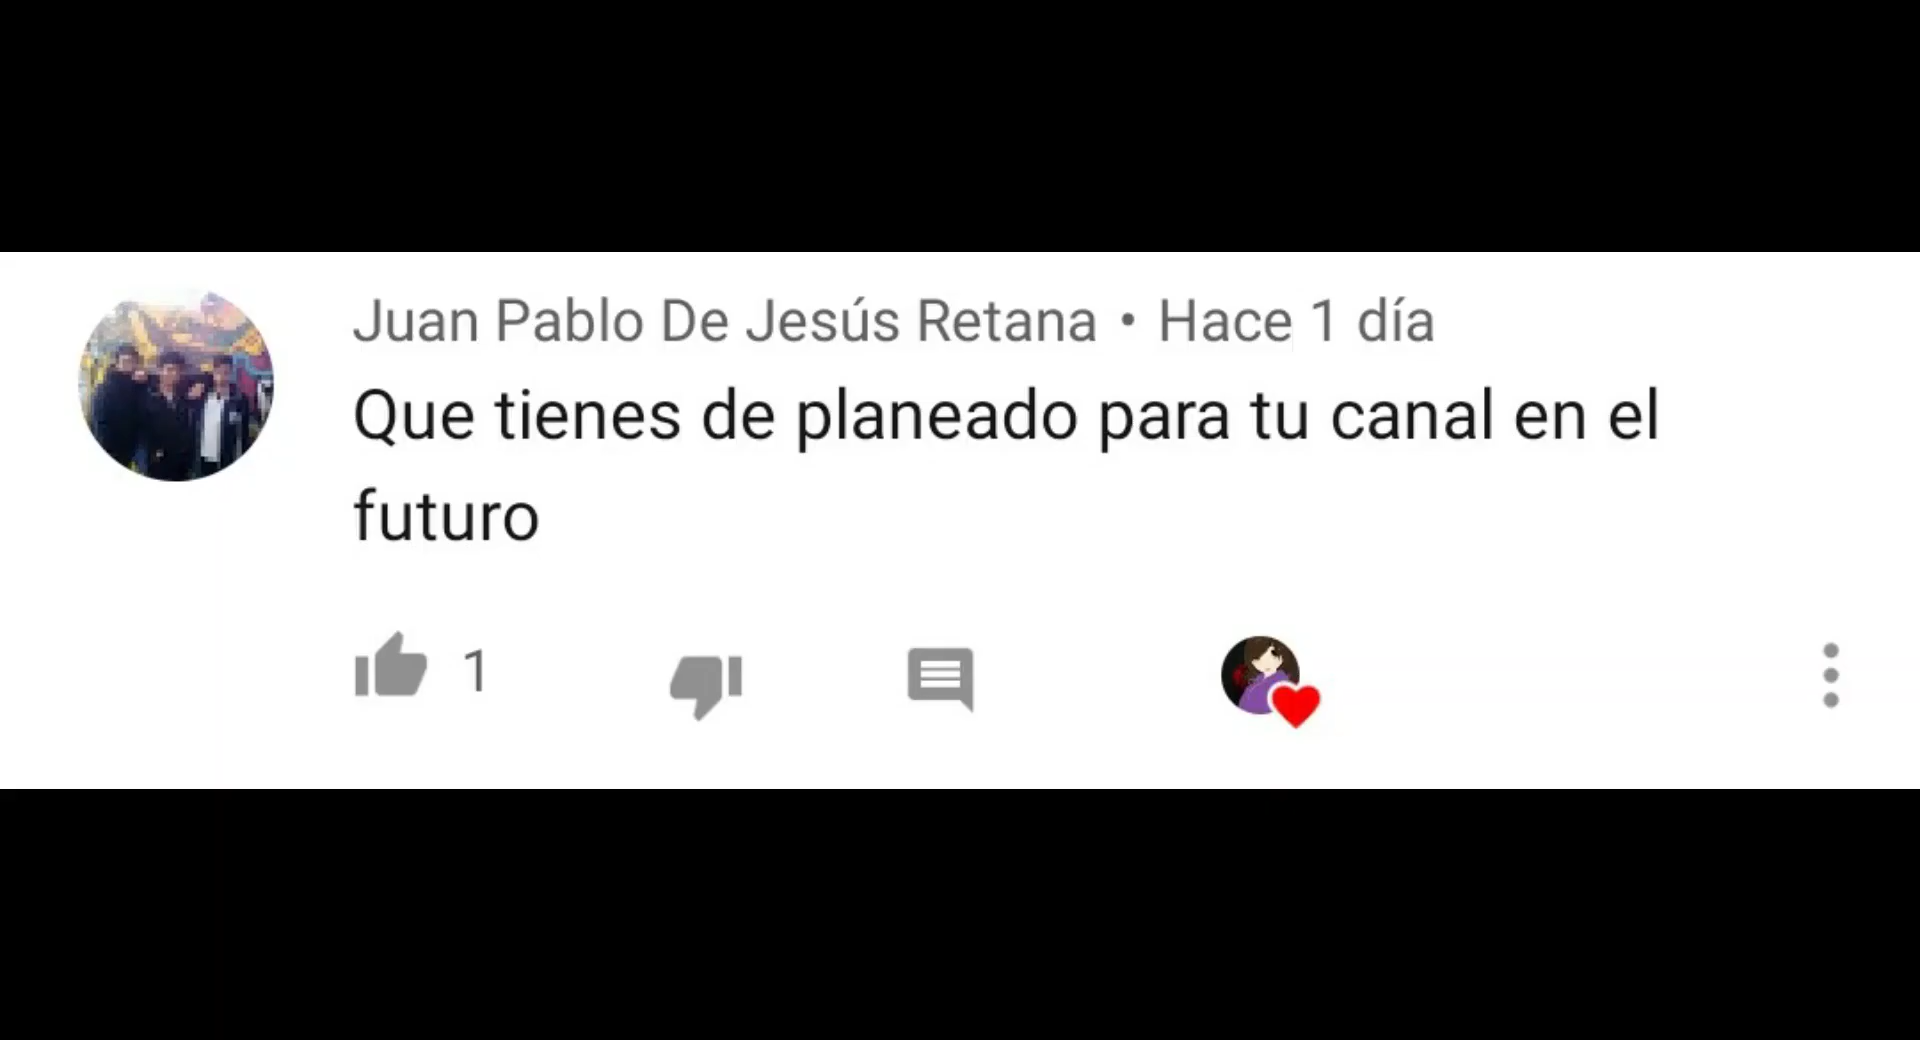 Juan Pablo De Jesús Retana • Hace 1 día
Que tienes de planeado para tu canal en el
futuro
1